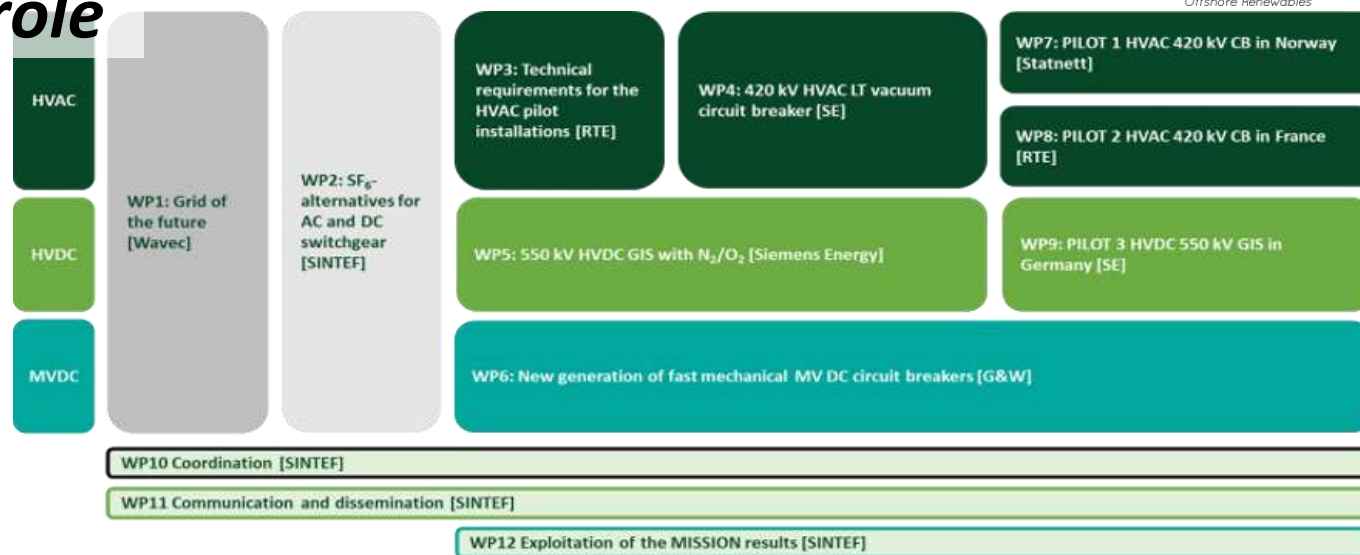 role
Offshore Renewables
HVAC
WP3: Technical
requirements for the
HVAC pilot
installations [RTE]
WP4: 420 kV HVAC LT vacuum
circuit breaker [SE]
WP7: PILOT 1 HVAC 420 kV CB in Norway
[Statnett]
WP8: PILOT 2 HVAC 420 kV CB in France
[RTE]
WP1: Grid of
the future
[Wavec]
WP2: SF₆-
alternatives for
AC and DC
switchgear
[SINTEF]
HVDC
WP5: 550 kV HVDC GIS with N₂/O₂ [Siemens Energy]
WP9: PILOT 3 HVDC 550 kV GIS in
Germany [SE]
MVDC
WP6: New generation of fast mechanical MV DC circuit breakers [G&W]
WP10 Coordination [SINTEF]
WP11 Communication and dissemination [SINTEF]
WP12 Exploitation of the MISSION results [SINTEF]